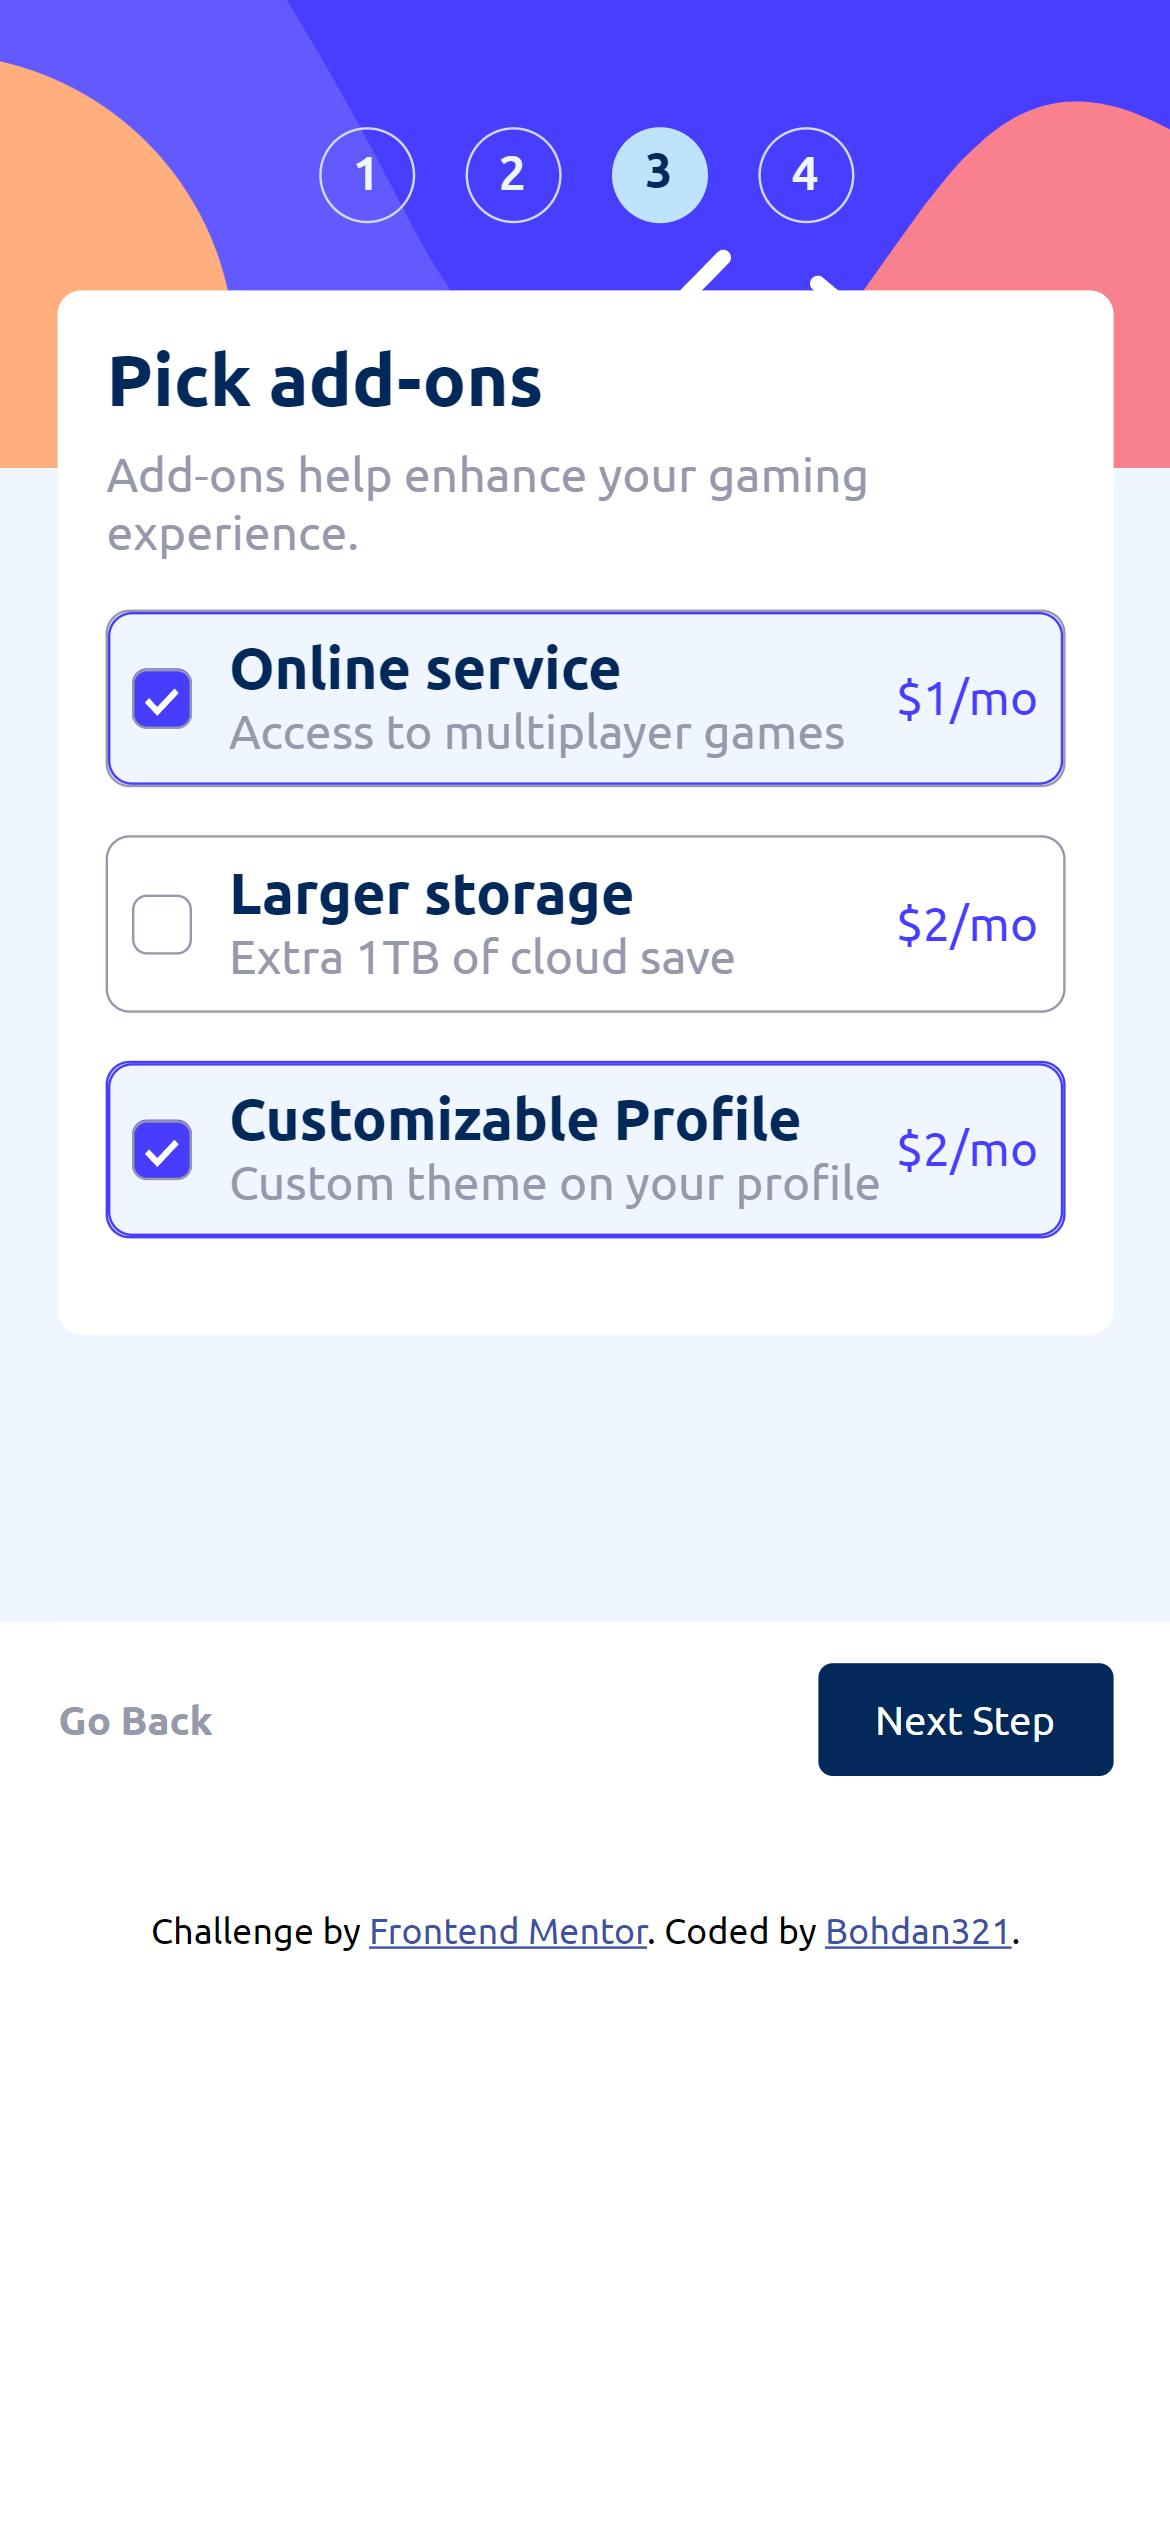 1 2 3 4
Pick add-ons
Add-ons help enhance your gaming
experience.
Online service
Access to multiplayer games
$1/mo
Larger storage
Extra 1TB of cloud save
$2/mo
Customizable Profile
Custom theme on your profile
$2/mo
Go Back
Next Step
Challenge by Frontend Mentor. Coded by Bohdan321.